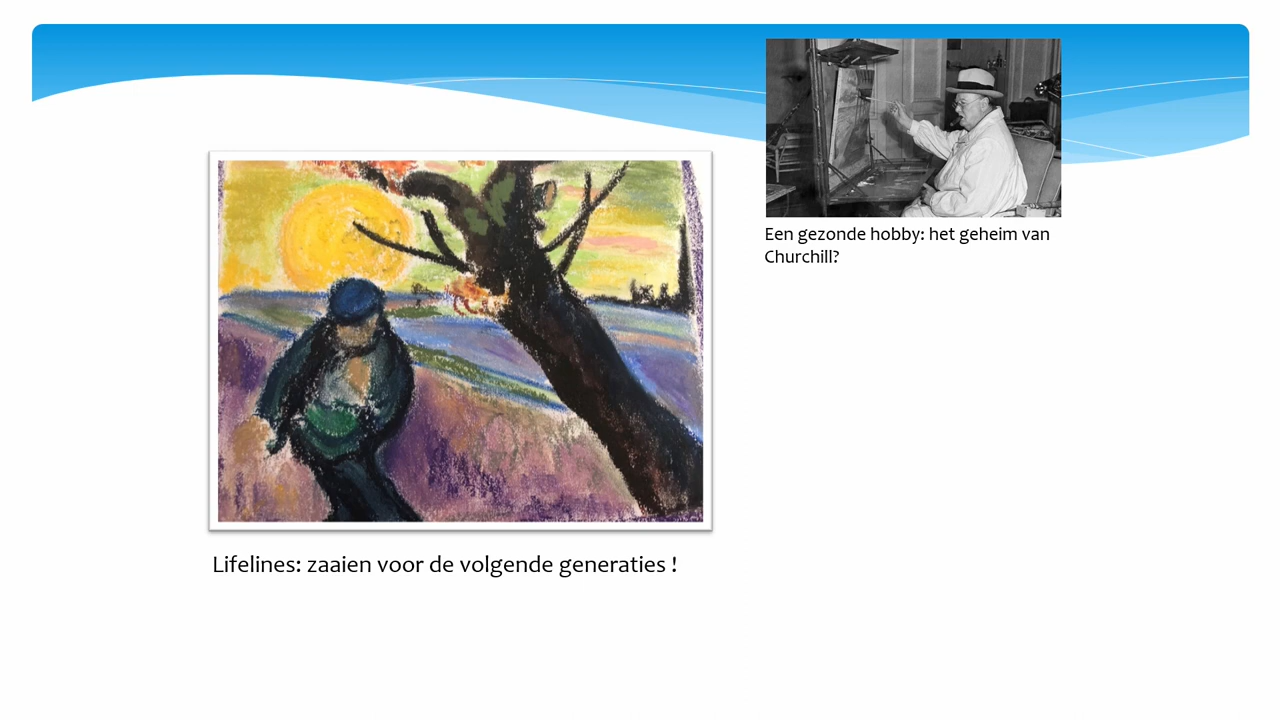 Een gezonde hobby: het geheim van
Churchill?
Lifelines: zaaien voor de volgende generaties !